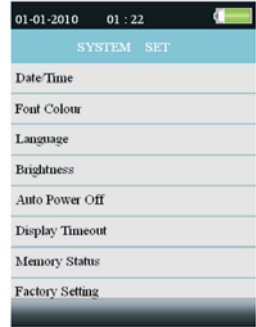 01-01-2010 01 : 22
SYSTEM SET
Date/Time
Font Colour
Language
Brightness
Auto Power Off
Display Timeout
Memory Status
Factory Setting